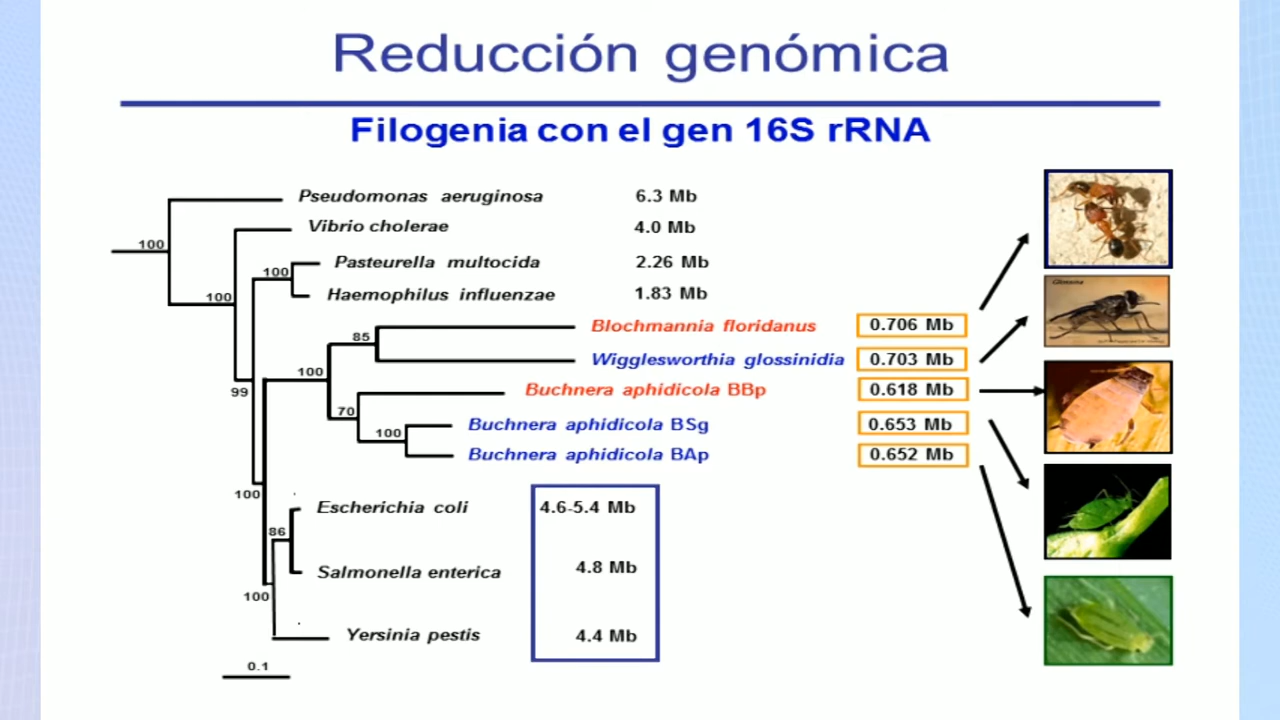 Reducción genómica
Filogenia con el gen 16S rRNA
Pseudomonas aeruginosa 6.3 Mb
100
Vibrio cholerae 4.0 Mb
Pasteurella multocida 2.26 Mb
100
Haemophilus influenzae 1.83 Mb
100
Blochmannia floridanus 0.706 Mb
85
Wigglesworthia glossinidia 0.703 Mb
100
Buchnera aphidicola BBp 0.618 Mb
99
70
Buchnera aphidicola BSg 0.653 Mb
100
Buchnera aphidicola BAp 0.652 Mb
100
Escherichia coli 4.6-5.4 Mb
86
Salmonella enterica 4.8 Mb
100
Yersinia pestis 4.4 Mb
0.1
Glossina